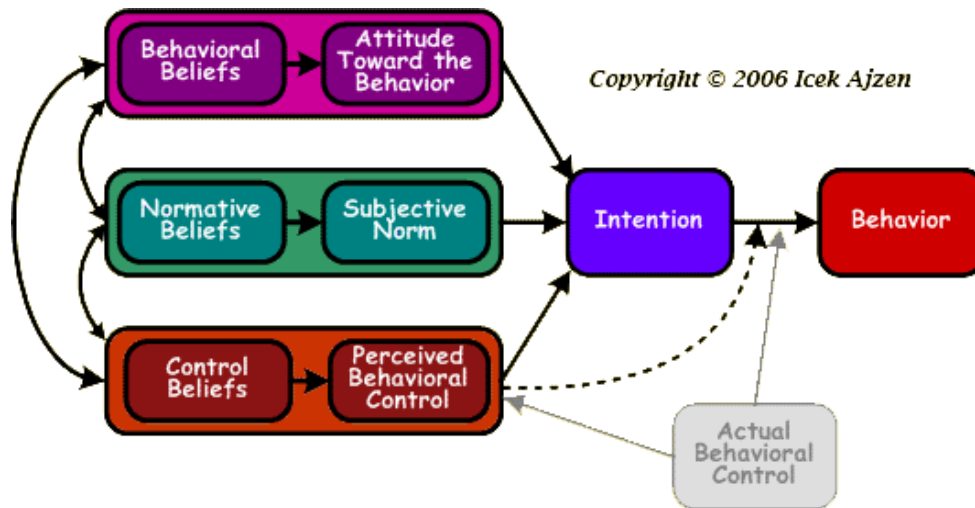 Behavioral
Beliefs
Attitude
Toward the
Behavior
Copyright © 2006 Icek Ajzen
Normative
Beliefs
Subjective
Norm
Intention
Behavior
Control
Beliefs
Perceived
Behavioral
Control
Actual
Behavioral
Control